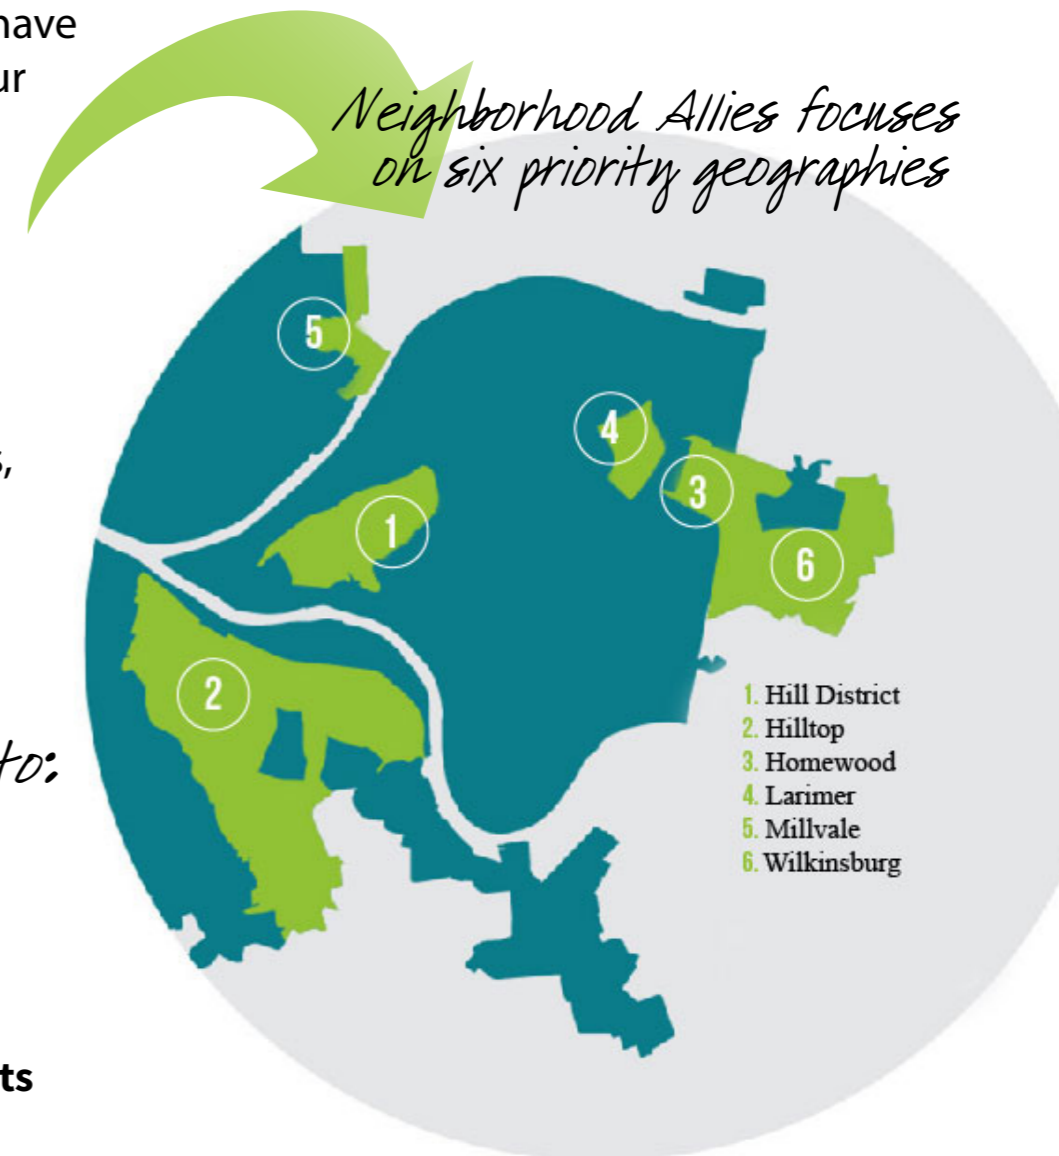 have
ur
Neighborhood Allies focuses
on six priority geographies
s,
to:
ts
5
4
3
1
6
2
1. Hill District
2. Hilltop
3. Homewood
4. Larimer
5. Millvale
6. Wilkinsburg